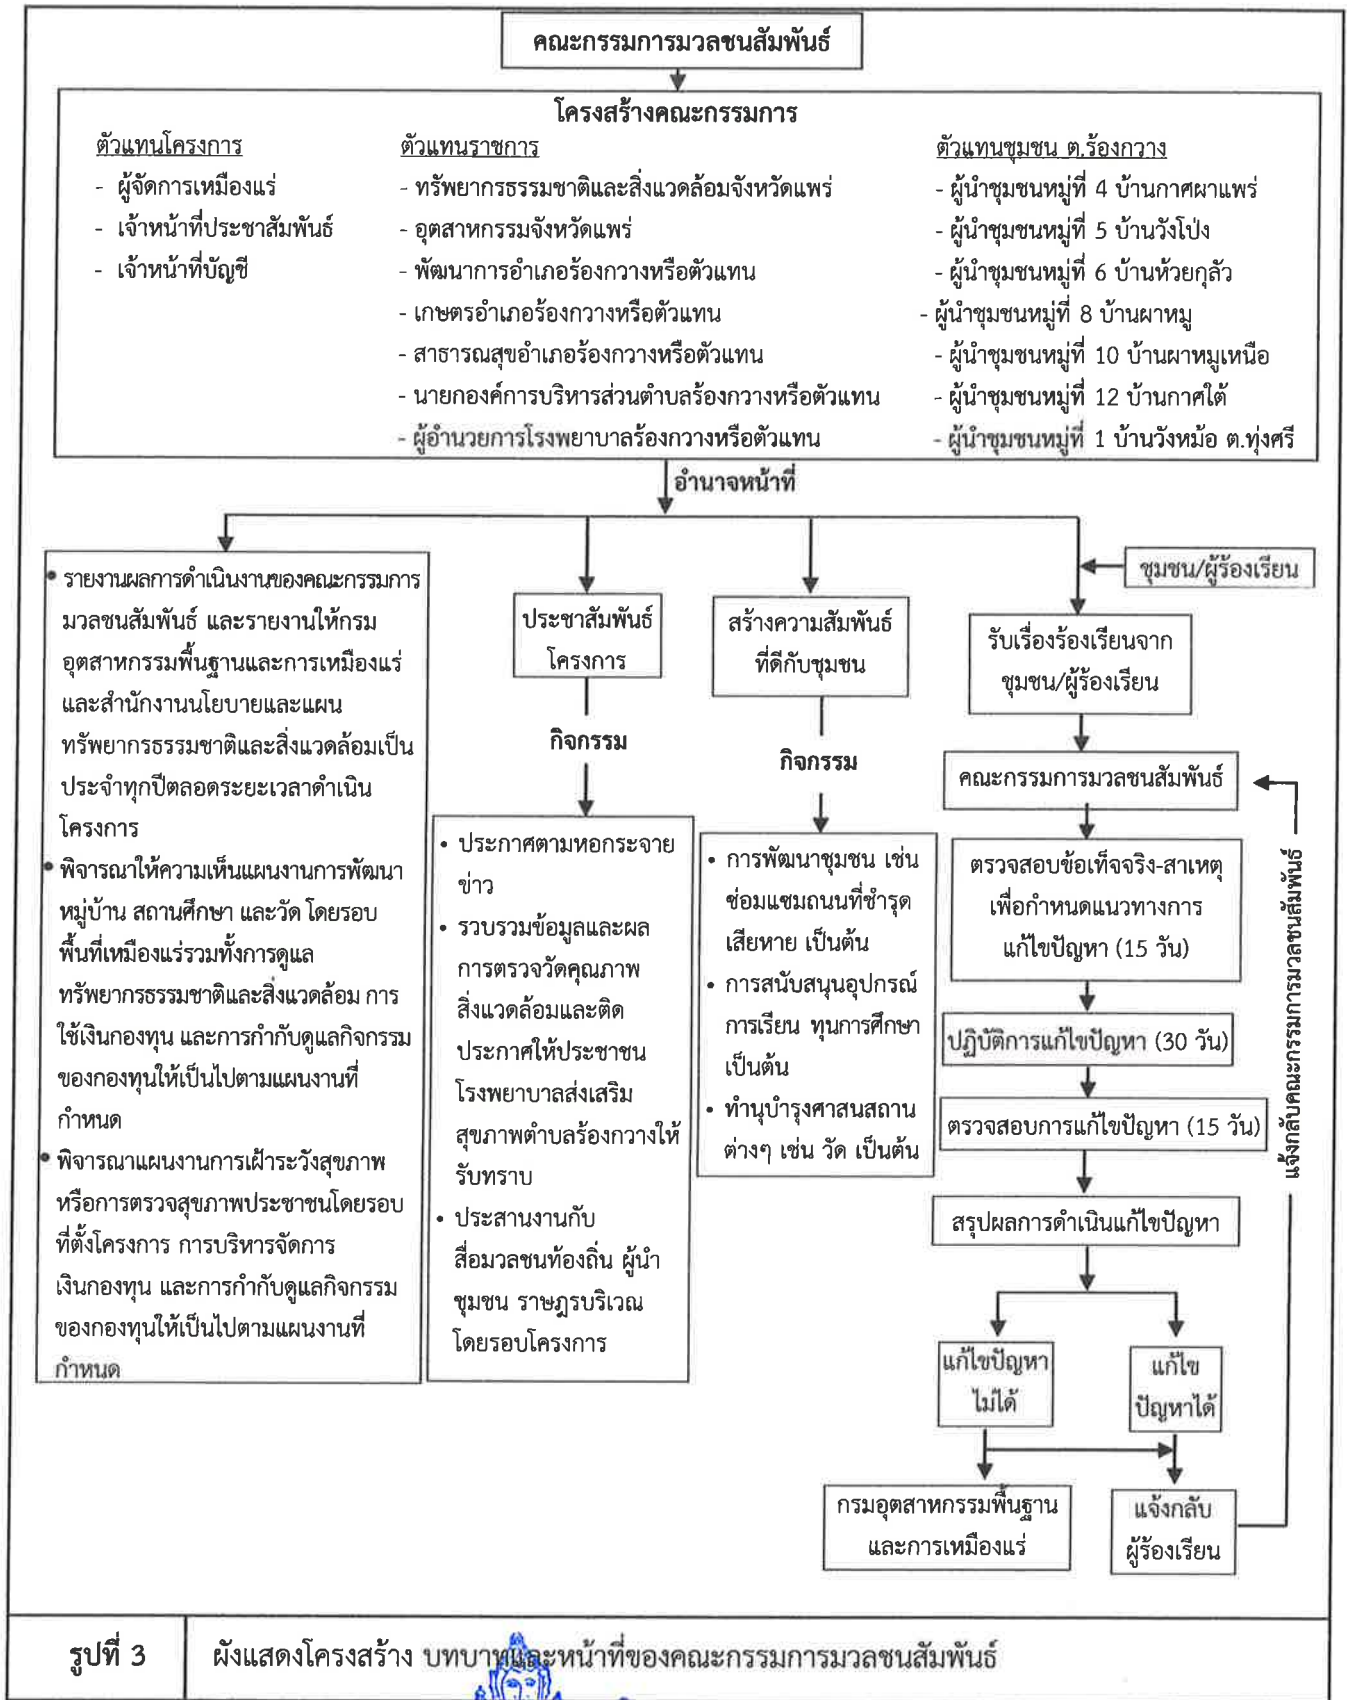 คณะกรรมการมวลชนสัมพันธ์
โครงสร้างคณะกรรมการ
ตัวแทนโครงการ
- ผู้จัดการเหมืองแร่
- เจ้าหน้าที่ประชาสัมพันธ์
- เจ้าหน้าที่บัญชี
ตัวแทนราชการ
- ทรัพยากรธรรมชาติและสิ่งแวดล้อมจังหวัดแพร่
- อุตสาหกรรมจังหวัดแพร่
- พัฒนาการอำเภอร้องกวางหรือตัวแทน
- เกษตรอำเภอร้องกวางหรือตัวแทน
- สาธารณสุขอำเภอร้องกวางหรือตัวแทน
- นายกองค์การบริหารส่วนตำบลร้องกวางหรือตัวแทน
- ผู้อำนวยการโรงพยาบาลร้องกวางหรือตัวแทน
ตัวแทนชุมชน ต.ร้องกวาง
- ผู้นำชุมชนหมู่ที่ 4 บ้านกาศผาแพร่
- ผู้นำชุมชนหมู่ที่ 5 บ้านวังโป่ง
- ผู้นำชุมชนหมู่ที่ 6 บ้านห้วยกุลัว
- ผู้นำชุมชนหมู่ที่ 8 บ้านผาหมู
- ผู้นำชุมชนหมู่ที่ 10 บ้านผาหมูเหนือ
- ผู้นำชุมชนหมู่ที่ 12 บ้านกาศใต้
- ผู้นำชุมชนหมู่ที่ 1 บ้านวังหม้อ ต.ทุ่งศรี
อำนาจหน้าที่
• รายงานผลการดำเนินงานของคณะกรรมการ
มวลชนสัมพันธ์ และรายงานให้กรม
อุตสาหกรรมพื้นฐานและการเหมืองแร่
และสำนักงานนโยบายและแผน
ทรัพยากรธรรมชาติและสิ่งแวดล้อมเป็น
ประจำทุกปีตลอดระยะเวลาดำเนิน
โครงการ
• พิจารณาให้ความเห็นแผนงานการพัฒนา
หมู่บ้าน สถานศึกษา และวัด โดยรอบ
พื้นที่เหมืองแร่รวมทั้งการดูแล
ทรัพยากรธรรมชาติและสิ่งแวดล้อม การ
ใช้เงินกองทุน และการกำกับดูแลกิจกรรม
ของกองทุนให้เป็นไปตามแผนงานที่
กำหนด
• พิจารณาแผนงานการเฝ้าระวังสุขภาพ
หรือการตรวจสุขภาพประชาชนโดยรอบ
ที่ตั้งโครงการ การบริหารจัดการ
เงินกองทุน และการกำกับดูแลกิจกรรม
ของกองทุนให้เป็นไปตามแผนงานที่
กำหนด
ประชาสัมพันธ์
โครงการ
กิจกรรม
• ประกาศตามหอกระจาย
ข่าว
• รวบรวมข้อมูลและผล
การตรวจวัดคุณภาพ
สิ่งแวดล้อมและติด
ประกาศให้ประชาชน
โรงพยาบาลส่งเสริม
สุขภาพตำบลร้องกวางให้
รับทราบ
• ประสานงานกับ
สื่อมวลชนท้องถิ่น ผู้นำ
ชุมชน ราษฎรบริเวณ
โดยรอบโครงการ
สร้างความสัมพันธ์
ที่ดีกับชุมชน
กิจกรรม
• การพัฒนาชุมชน เช่น
ซ่อมแซมถนนที่ชำรุด
เสียหาย เป็นต้น
• การสนับสนุนอุปกรณ์
การเรียน ทุนการศึกษา
เป็นต้น
• ทำนุบำรุงศาสนสถาน
ต่างๆ เช่น วัด เป็นต้น
ชุมชน/ผู้ร้องเรียน
รับเรื่องร้องเรียนจาก
ชุมชน/ผู้ร้องเรียน
คณะกรรมการมวลชนสัมพันธ์
ตรวจสอบข้อเท็จจริง-สาเหตุ
เพื่อกำหนดแนวทางการ
แก้ไขปัญหา (15 วัน)
ปฏิบัติการแก้ไขปัญหา (30 วัน)
ตรวจสอบการแก้ไขปัญหา (15 วัน)
สรุปผลการดำเนินแก้ไขปัญหา
แก้ไขปัญหา
ไม่ได้
แก้ไข
ปัญหาได้
กรมอุตสาหกรรมพื้นฐาน
และการเหมืองแร่
แจ้งกลับ
ผู้ร้องเรียน
แจ้งกลับคณะกรรมการมวลชนสัมพันธ์
รูปที่ 3
ผังแสดงโครงสร้าง บทบาทและหน้าที่ของคณะกรรมการมวลชนสัมพันธ์